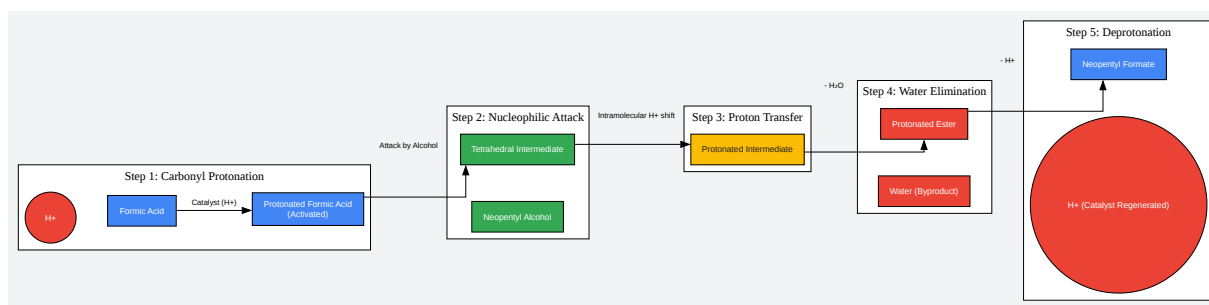 Step 1: Carbonyl Protonation
H+
Formic Acid
Catalyst (H+)
Protonated Formic Acid
(Activated)
Attack by Alcohol
Step 2: Nucleophilic Attack
Tetrahedral Intermediate
Neopentyl Alcohol
Intramolecular H+ shift
Step 3: Proton Transfer
Protonated Intermediate
- H₂O
Step 4: Water Elimination
Protonated Ester
Water (Byproduct)
- H+
Step 5: Deprotonation
Neopentyl Formate
H+ (Catalyst Regenerated)